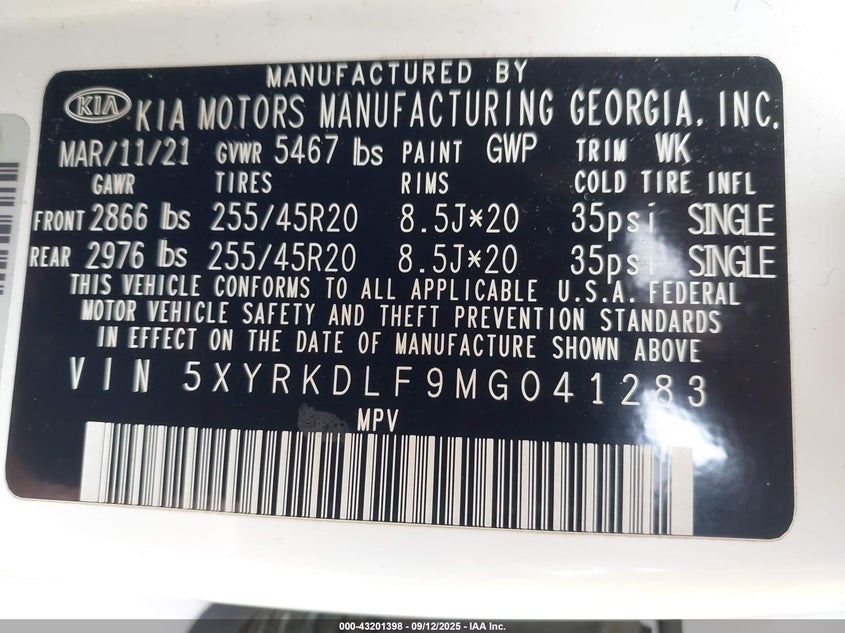 MANUFACTURED BY
KIA KIA MOTORS MANUFACTURING GEORGIA, INC.
MAR/11/21 GVWR 5467 lbs PAINT GWP TRIM WK
GAWR TIRES RIMS COLD TIRE INFL
FRONT 2866 lbs 255/45R20 8.5J*20 35psi SINGLE
REAR 2976 lbs 255/45R20 8.5J*20 35psi SINGLE
THIS VEHICLE CONFORMS TO ALL APPLICABLE U.S.A. FEDERAL
MOTOR VEHICLE SAFETY AND THEFT PREVENTION STANDARDS
IN EFFECT ON THE DATE OF MANUFACTURE SHOWN ABOVE
VIN 5XYRKDLF9MG041283
MPV
000-43201398 - 09/12/2025 - IAA Inc.